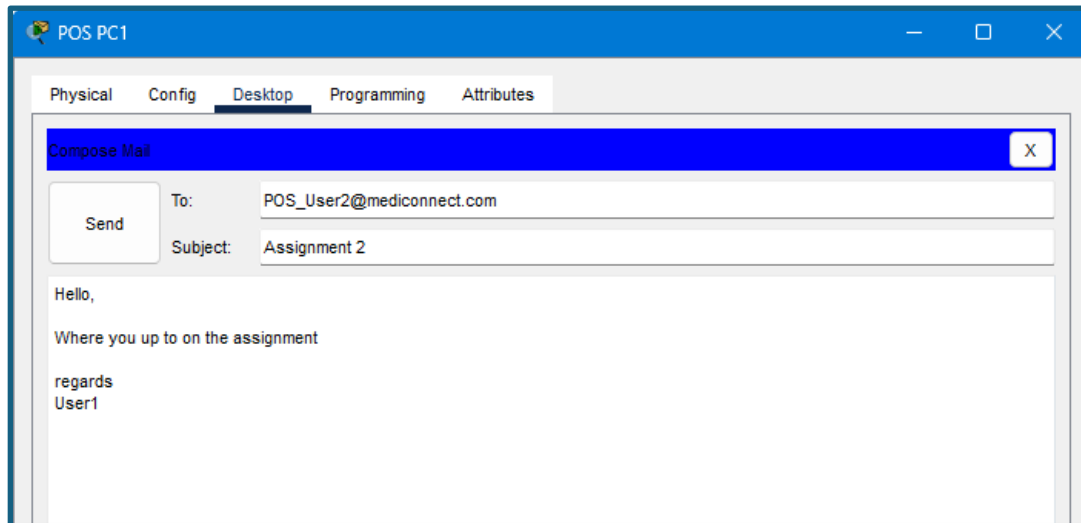 POS PC1
Physical Config Desktop Programming Attributes
Compose Mail X
Send
To: POS_User2@mediconnect.com
Subject: Assignment 2
Hello,
Where you up to on the assignment
regards
User1